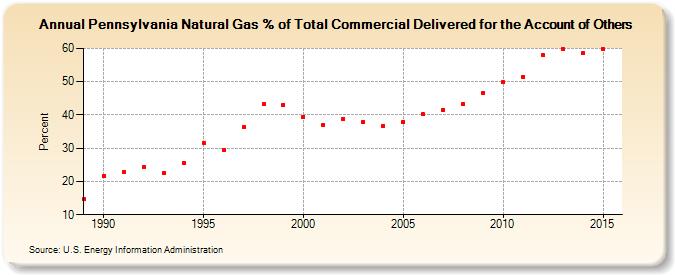 Annual Pennsylvania Natural Gas % of Total Commercial Delivered for the Account of Others
Percent
60
50
40
30
20
10
1990 1995 2000 2005 2010 2015
Source: U.S. Energy Information Administration